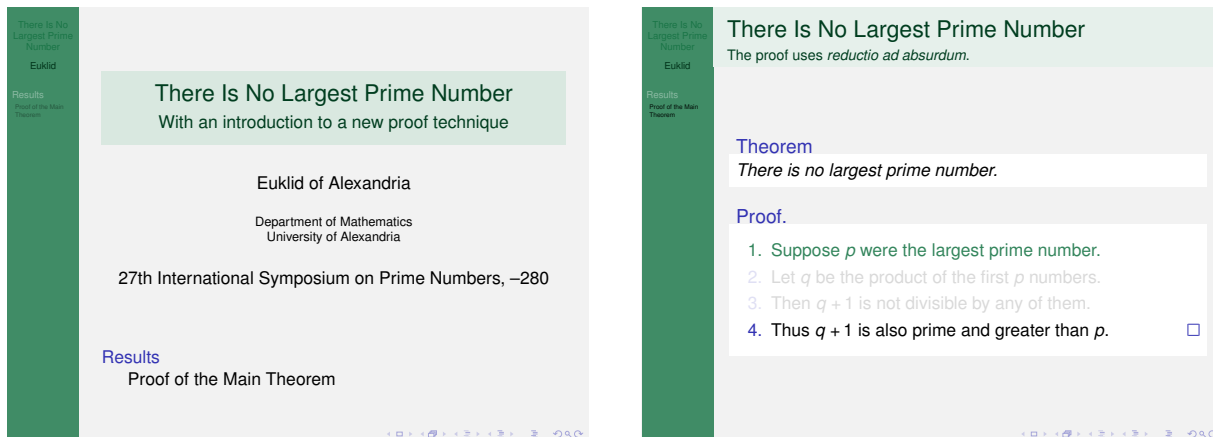 There Is No
Largest Prime
Number
Euklid
Results
Proof of the Main
Theorem
There Is No Largest Prime Number
With an introduction to a new proof technique
Euklid of Alexandria
Department of Mathematics
University of Alexandria
27th International Symposium on Prime Numbers, –280
Results
Proof of the Main Theorem
There Is No
Largest Prime
Number
Euklid
Results
Proof of the Main
Theorem
There Is No Largest Prime Number
The proof uses reductio ad absurdum.
Theorem
There is no largest prime number.
Proof.
1. Suppose p were the largest prime number.
2. Let q be the product of the first p numbers.
3. Then q + 1 is not divisible by any of them.
4. Thus q + 1 is also prime and greater than p. □